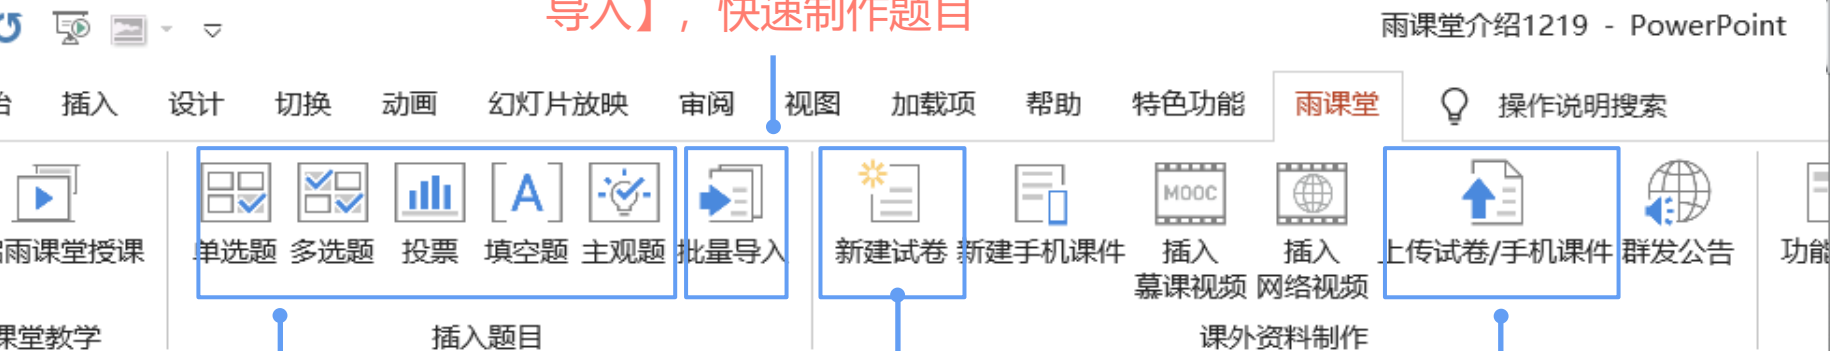 导入】，快速制作题目
雨课堂介绍1219 - PowerPoint
插入 设计 切换 动画 幻灯片放映 审阅 视图 加载项 帮助 特色功能 雨课堂 操作说明搜索
A MOOC
雨课堂授课 单选题 多选题 投票 填空题 主观题 批量导入 新建试卷 新建手机课件 插入 插入 上传试卷/手机课件 群发公告 功能
慕课视频 网络视频
课堂教学 插入题目 课外资料制作